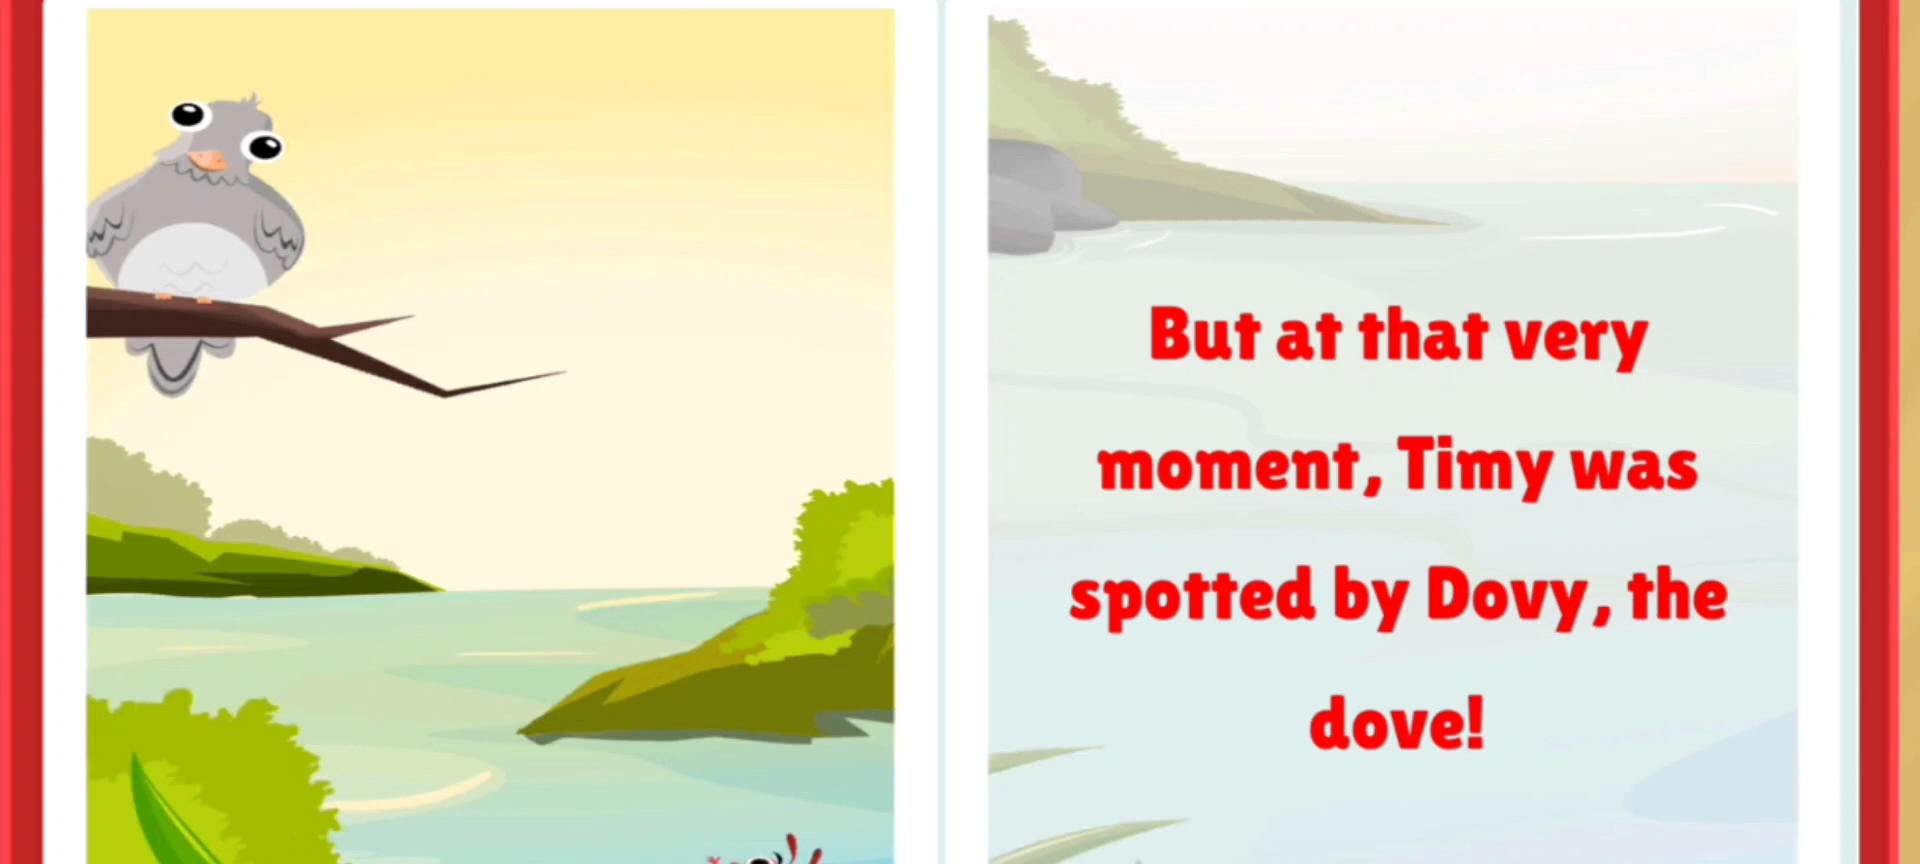 But at that very
moment, Timy was
spotted by Dovy, the
dove!